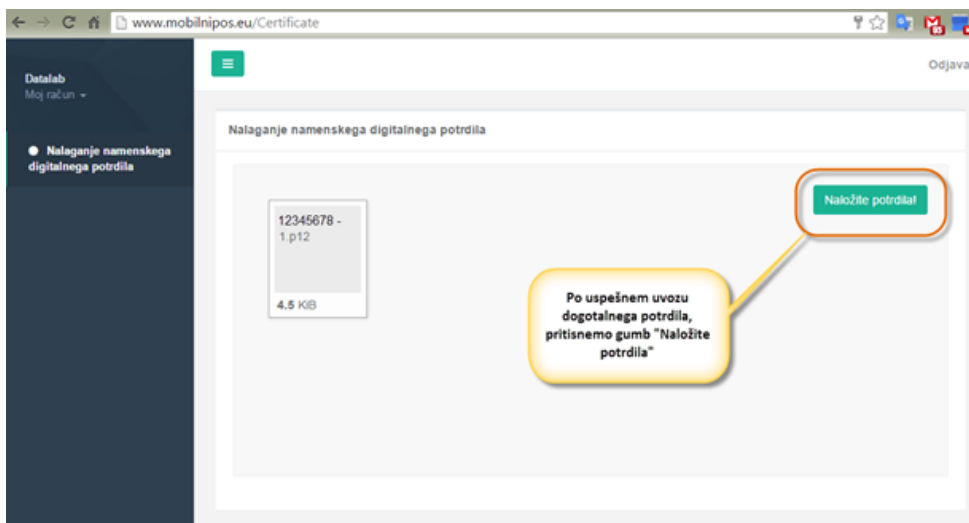 www.mobilnipos.eu/Certificate
Datalab
Moj račun
Odjava
Nalaganje namenskega
digitalnega potrdila
Nalaganje namenskega digitalnega potrdila
12345678 -
1.p12
4.5 KiB
Naložite potrdila!
Po uspešnem uvozu
dogotalnega potrdila,
pritisnemo gumb "Naložite
potrdila"